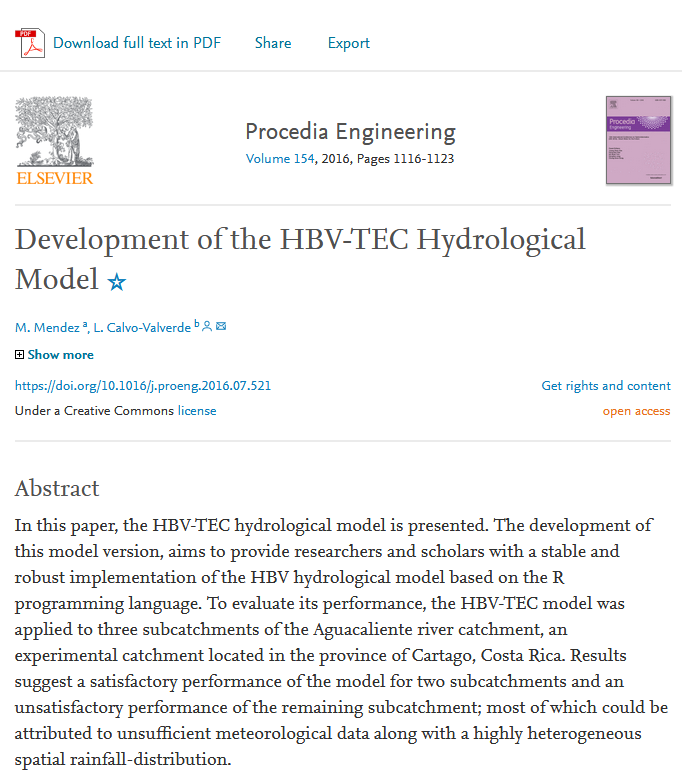 PDF
Download full text in PDF Share Export
ELSEVIER
Procedia Engineering
Volume 154, 2016, Pages 1116-1123
Procedia
Engineering
Development of the HBV-TEC Hydrological
Model ☆
M. Mendez a, L. Calvo-Valverde b
Show more
https://doi.org/10.1016/j.proeng.2016.07.521 Get rights and content
Under a Creative Commons license open access
Abstract
In this paper, the HBV-TEC hydrological model is presented. The development of
this model version, aims to provide researchers and scholars with a stable and
robust implementation of the HBV hydrological model based on the R
programming language. To evaluate its performance, the HBV-TEC model was
applied to three subcatchments of the Aguacaliente river catchment, an
experimental catchment located in the province of Cartago, Costa Rica. Results
suggest a satisfactory performance of the model for two subcatchments and an
unsatisfactory performance of the remaining subcatchment; most of which could be
attributed to unsufficient meteorological data along with a highly heterogeneous
spatial rainfall-distribution.